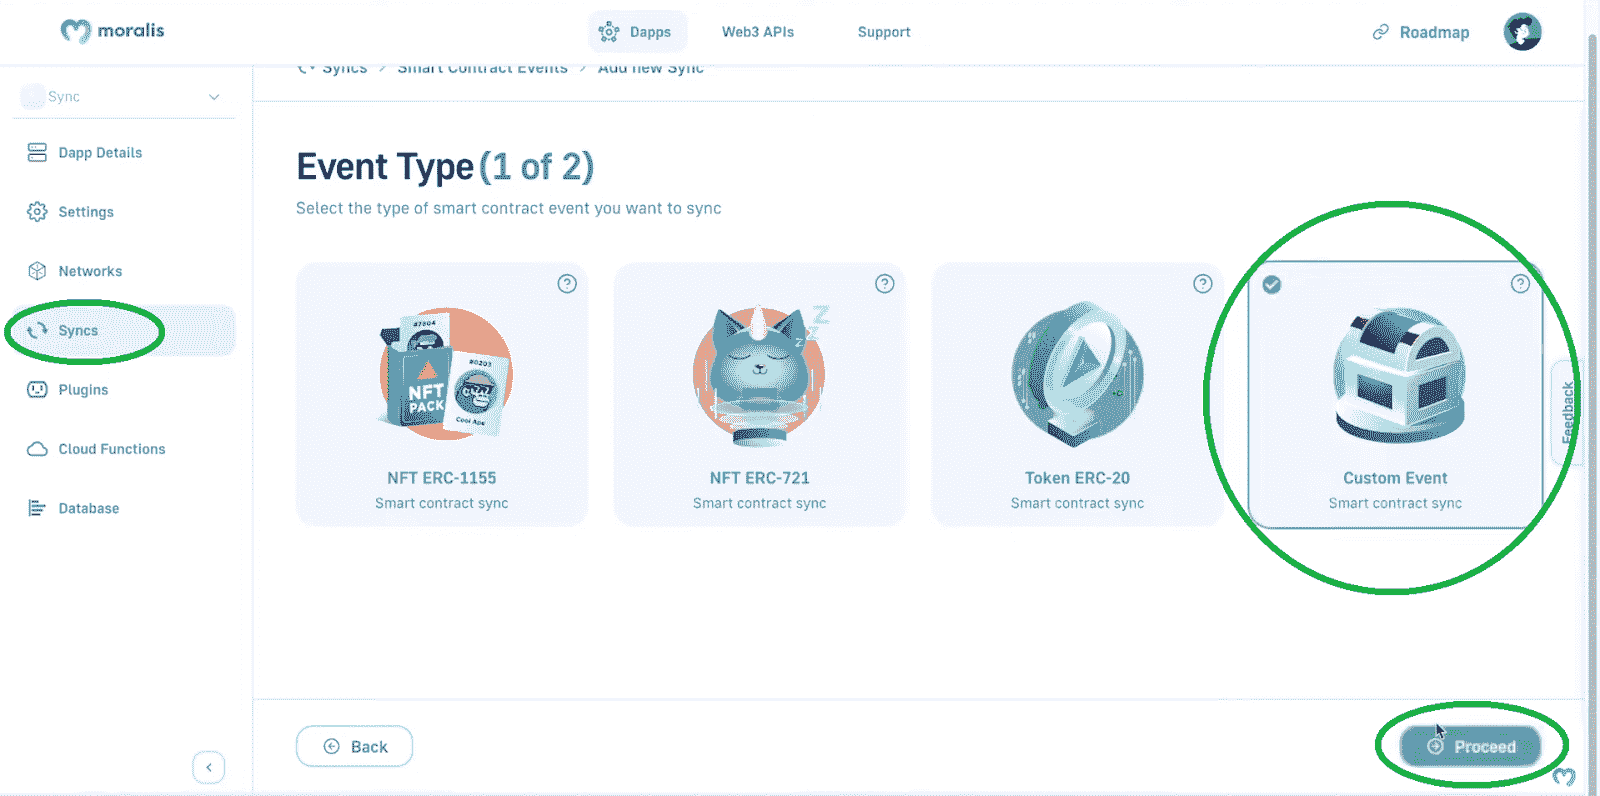 moralis
Dapps
Web3 APIs
Support
Roadmap
Syncs / Smart Contract Events / Add new Sync
Sync
Dapp Details
Settings
Networks
Syncs
Plugins
Cloud Functions
Database
Event Type (1 of 2)
Select the type of smart contract event you want to sync
#7804
#0203
NFT
PACK
Cool Ape
NFT ERC-1155
Smart contract sync
z Z Z
NFT ERC-721
Smart contract sync
Token ERC-20
Smart contract sync
Custom Event
Smart contract sync
Feedback
Back
Proceed